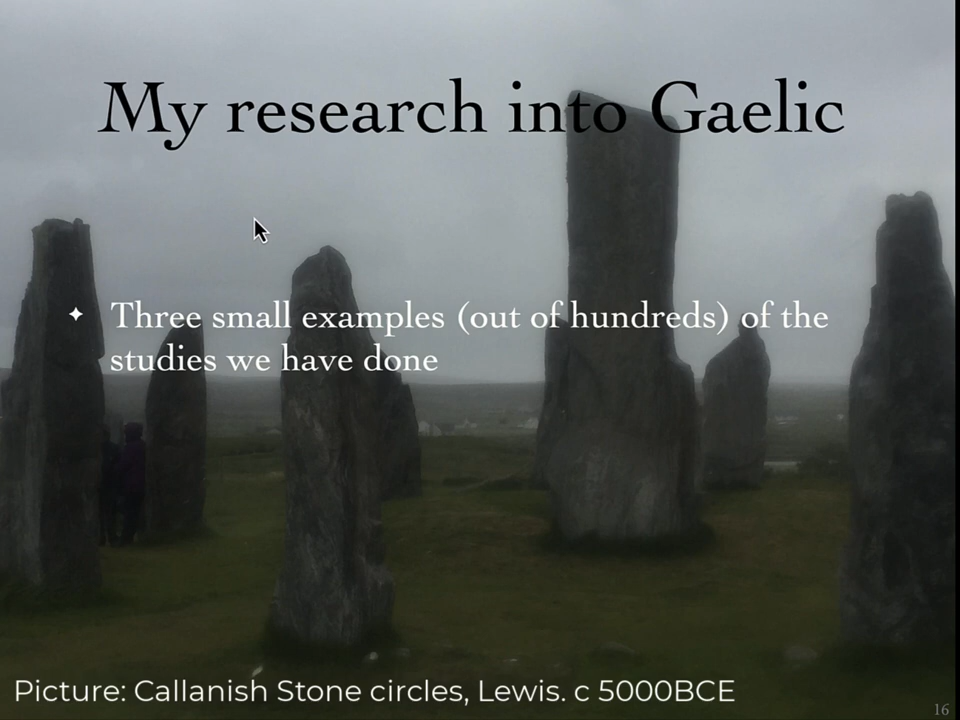 My research into Gaelic
Three small examples (out of hundreds) of the
studies we have done
Picture: Callanish Stone circles, Lewis. c 5000BCE
16